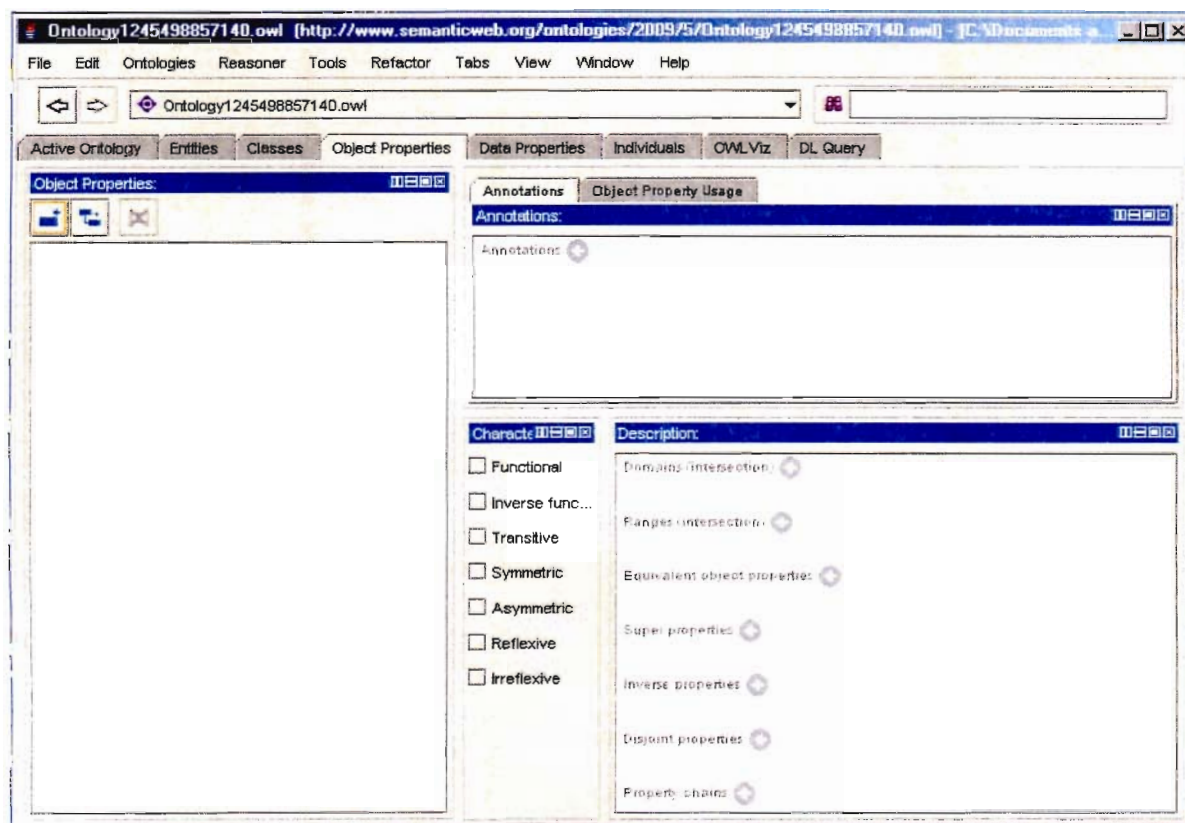 Ontology1245498857140.owl (http://www.semanticweb.org/ontologies/2009/5/Ontology1245498857140.owl) - [C:\Documents a...
File Edit Ontologies Reasoner Tools Refactor Tabs View Window Help
Ontology1245498857140.owl
Active Ontology Entities Classes Object Properties Data Properties Individuals OWLViz DL Query
Object Properties:
Annotations Object Property Usage
Annotations:
Annotations
Characte
Functional
Inverse func...
Transitive
Symmetric
Asymmetric
Reflexive
Irreflexive
Description:
Domains (intersection)
Ranges (intersection)
Equivalent object properties
Super properties
Inverse properties
Disjoint properties
Property chains